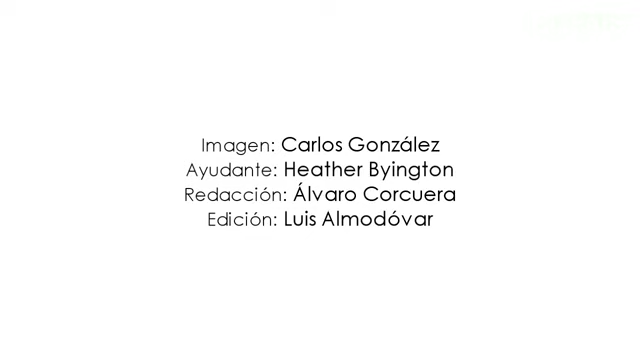 Imagen: Carlos González
Ayudante: Heather Byington
Redacción: Álvaro Corcuera
Edición: Luis Almodóvar